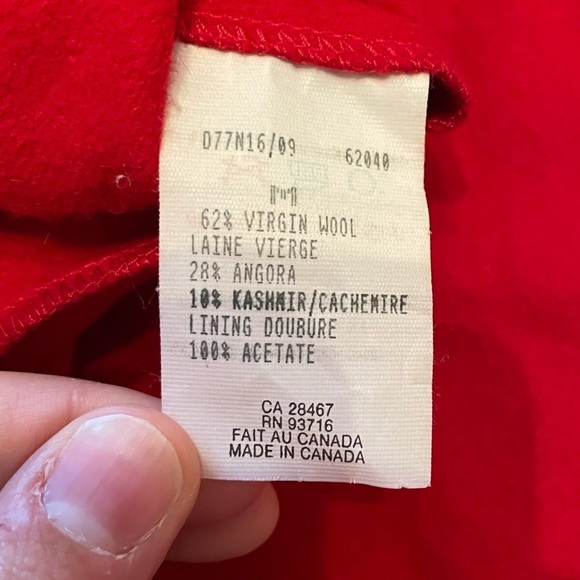 D77N16/09 62040
62% VIRGIN WOOL
LAINE VIERGE
28% ANGORA
10% KASHMIR/CACHEMIRE
LINING DOUBURE
100% ACETATE
CA 28467
RN 93716
FAIT AU CANADA
MADE IN CANADA